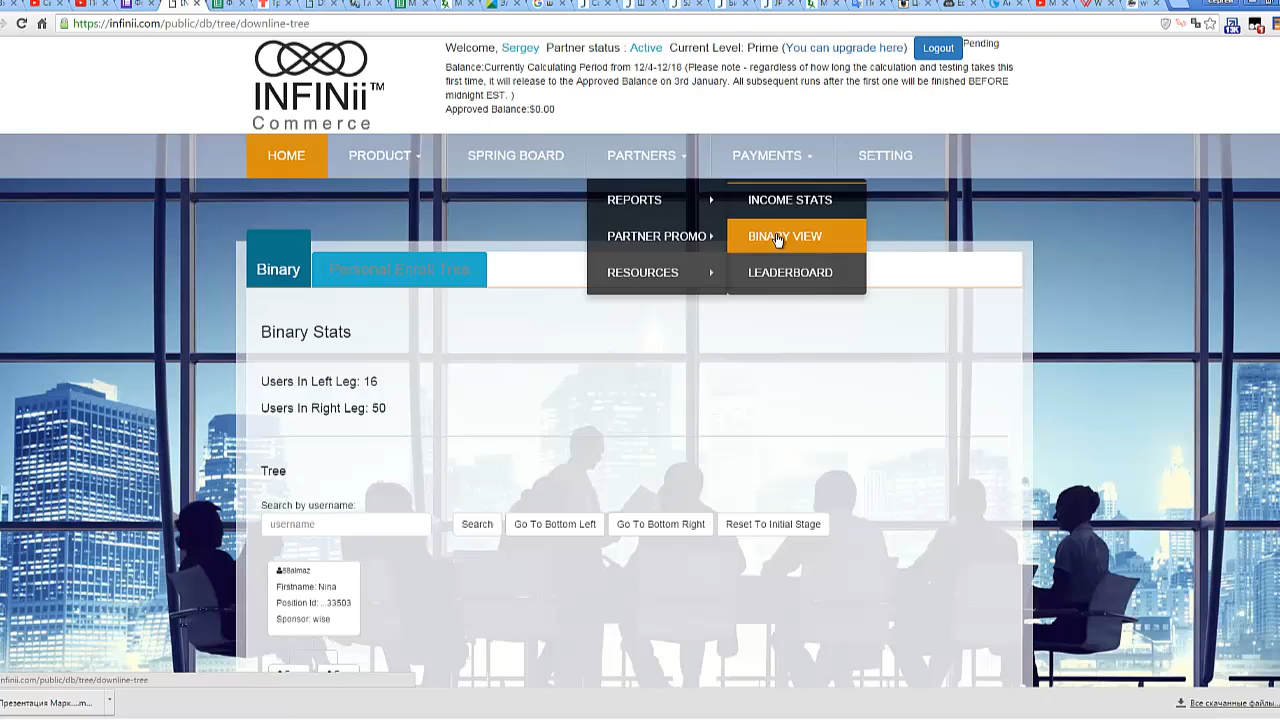 https://infinii.com/public/db/tree/downline-tree
INFINii™
Commerce
Welcome, Sergey Partner status : Active Current Level: Prime (You can upgrade here) Logout Pending
Balance:Currently Calculating Period from 12/4-12/18 (Please note - regardless of how long the calculation and testing takes this
first time, it will release to the Approved Balance on 3rd January. All subsequent runs after the first one will be finished BEFORE
midnight EST. )
Approved Balance:$0.00
HOME PRODUCT SPRING BOARD PARTNERS PAYMENTS SETTING
REPORTS INCOME STATS
PARTNER PROMO BINARY VIEW
RESOURCES LEADERBOARD
Binary Personal Enroll Tree
Binary Stats
Users In Left Leg: 16
Users In Right Leg: 50
Tree
Search by username:
username Search Go To Bottom Left Go To Bottom Right Reset To Initial Stage
88almaz
Firstname: Nina
Position Id: ...33503
Sponsor: wise
nfinii.com/public/db/tree/downline-tree
Презентация Марк....m... Все скачанные файлы...